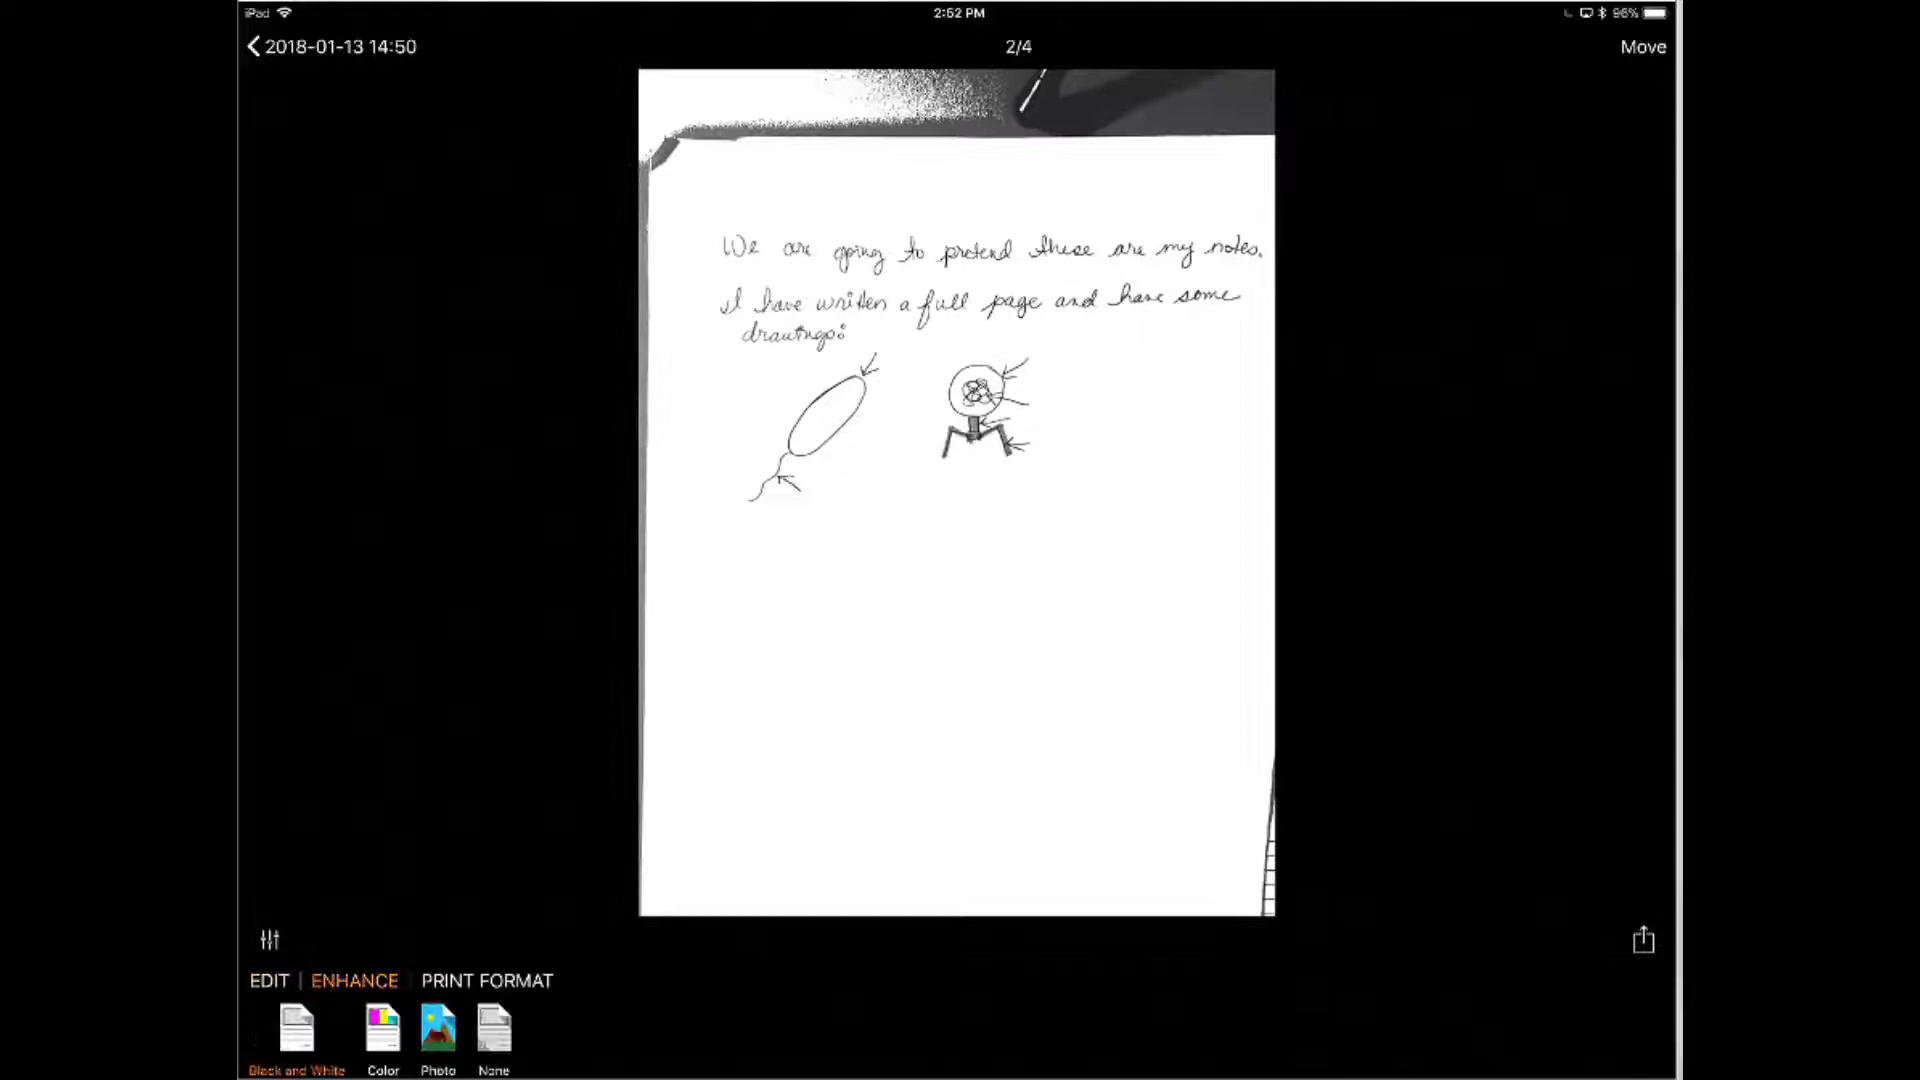 iPad
2:52 PM
96%
2018-01-13 14:50
2/4
Move
We are going to pretend these are my notes.
I have written a full page and have some
drawings:
EDIT | ENHANCE PRINT FORMAT
Black and White Color Photo None